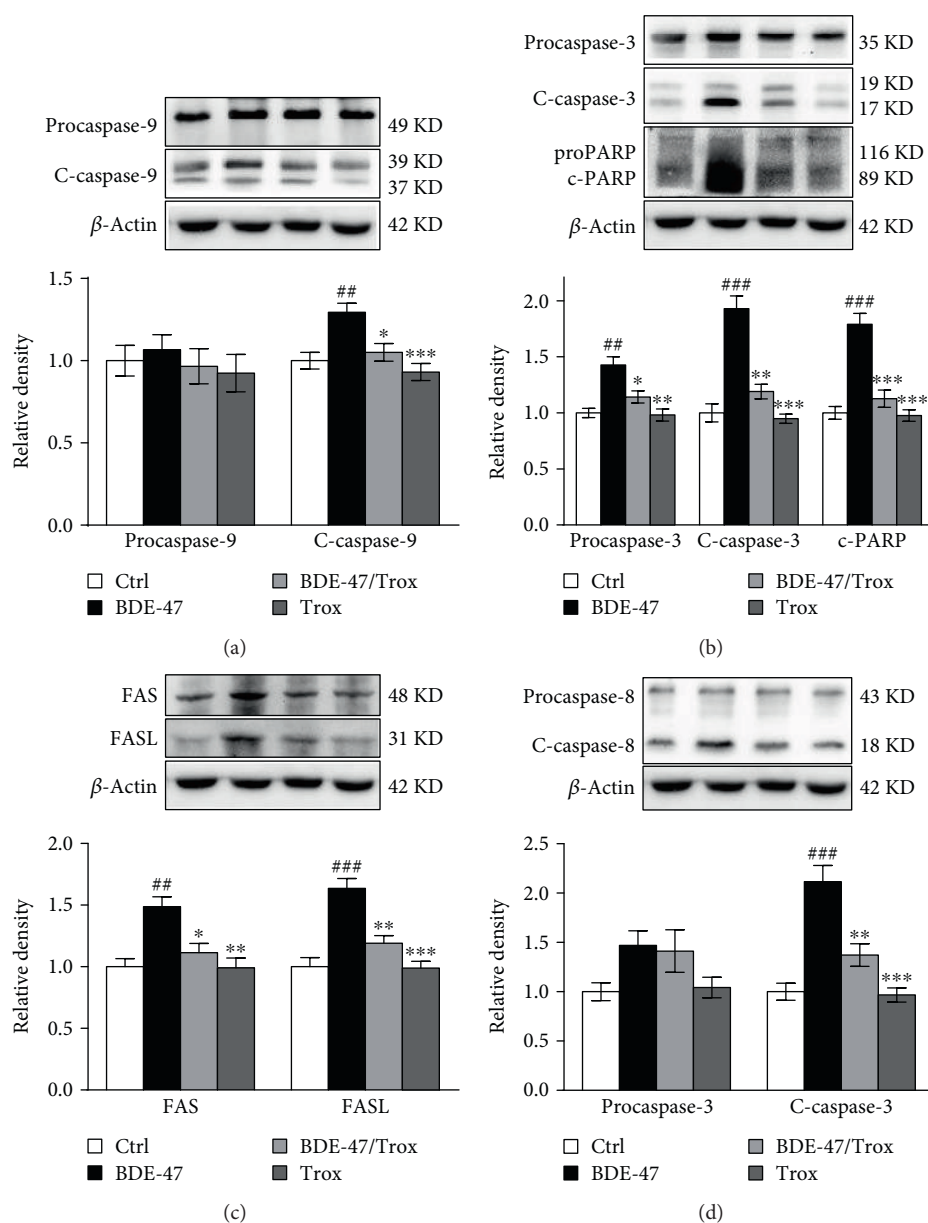 Procaspase-9
49 KD
C-caspase-9
39 KD
37 KD
β-Actin
42 KD
Relative density
1.5
1.0
0.5
0.0
##
*
***
Procaspase-9
C-caspase-9
Ctrl
BDE-47
BDE-47/Trox
Trox
(a)
Procaspase-3
35 KD
C-caspase-3
19 KD
17 KD
proPARP
116 KD
c-PARP
89 KD
β-Actin
42 KD
Relative density
2.0
1.5
1.0
0.5
0.0
##
*
**
###
**
***
###
***
***
Procaspase-3
C-caspase-3
c-PARP
Ctrl
BDE-47
BDE-47/Trox
Trox
(b)
FAS
48 KD
FASL
31 KD
β-Actin
42 KD
Relative density
2.0
1.5
1.0
0.5
0.0
##
*
**
###
**
***
FAS
FASL
Ctrl
BDE-47
BDE-47/Trox
Trox
(c)
Procaspase-8
43 KD
C-caspase-8
18 KD
β-Actin
42 KD
Relative density
2.5
2.0
1.5
1.0
0.5
0.0
###
**
***
Procaspase-3
C-caspase-3
Ctrl
BDE-47
BDE-47/Trox
Trox
(d)